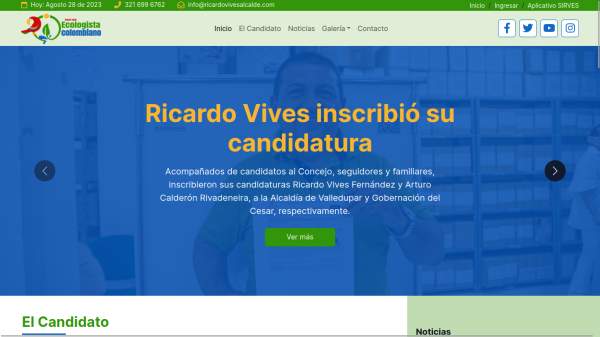 Hoy: Agosto 28 de 2023
321 699 6762
info@ricardovivesalcalde.com
Inicio
Ingresar
Aplicativo SIRVES
Ecologista
colombiano
Inicio
El Candidato
Noticias
Galería
Contacto
Ricardo Vives inscribió su
candidatura
Acompañados de candidatos al Concejo, seguidores y familiares,
inscribieron sus candidaturas Ricardo Vives Fernández y Arturo
Calderón Rivadeneira, a la Alcaldía de Valledupar y Gobernación del
Cesar, respectivamente.
Ver más
El Candidato
Noticias